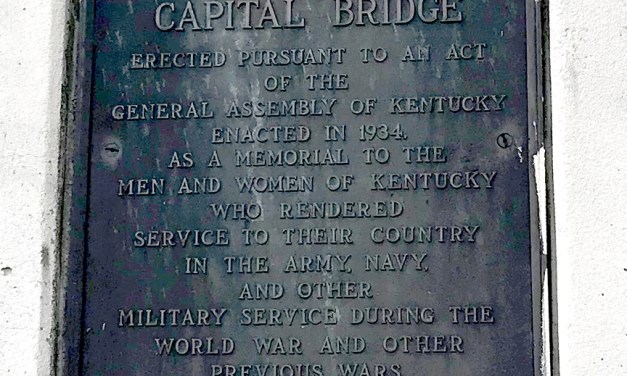 CAPITAL BRIDGE
ERECTED PURSUANT TO AN ACT
OF THE
GENERAL ASSEMBLY OF KENTUCKY
ENACTED IN 1934,
AS A MEMORIAL TO THE
MEN AND WOMEN OF KENTUCKY
WHO RENDERED
SERVICE TO THEIR COUNTRY
IN THE ARMY, NAVY,
AND OTHER
MILITARY SERVICE DURING THE
WORLD WAR AND OTHER
PREVIOUS WARS